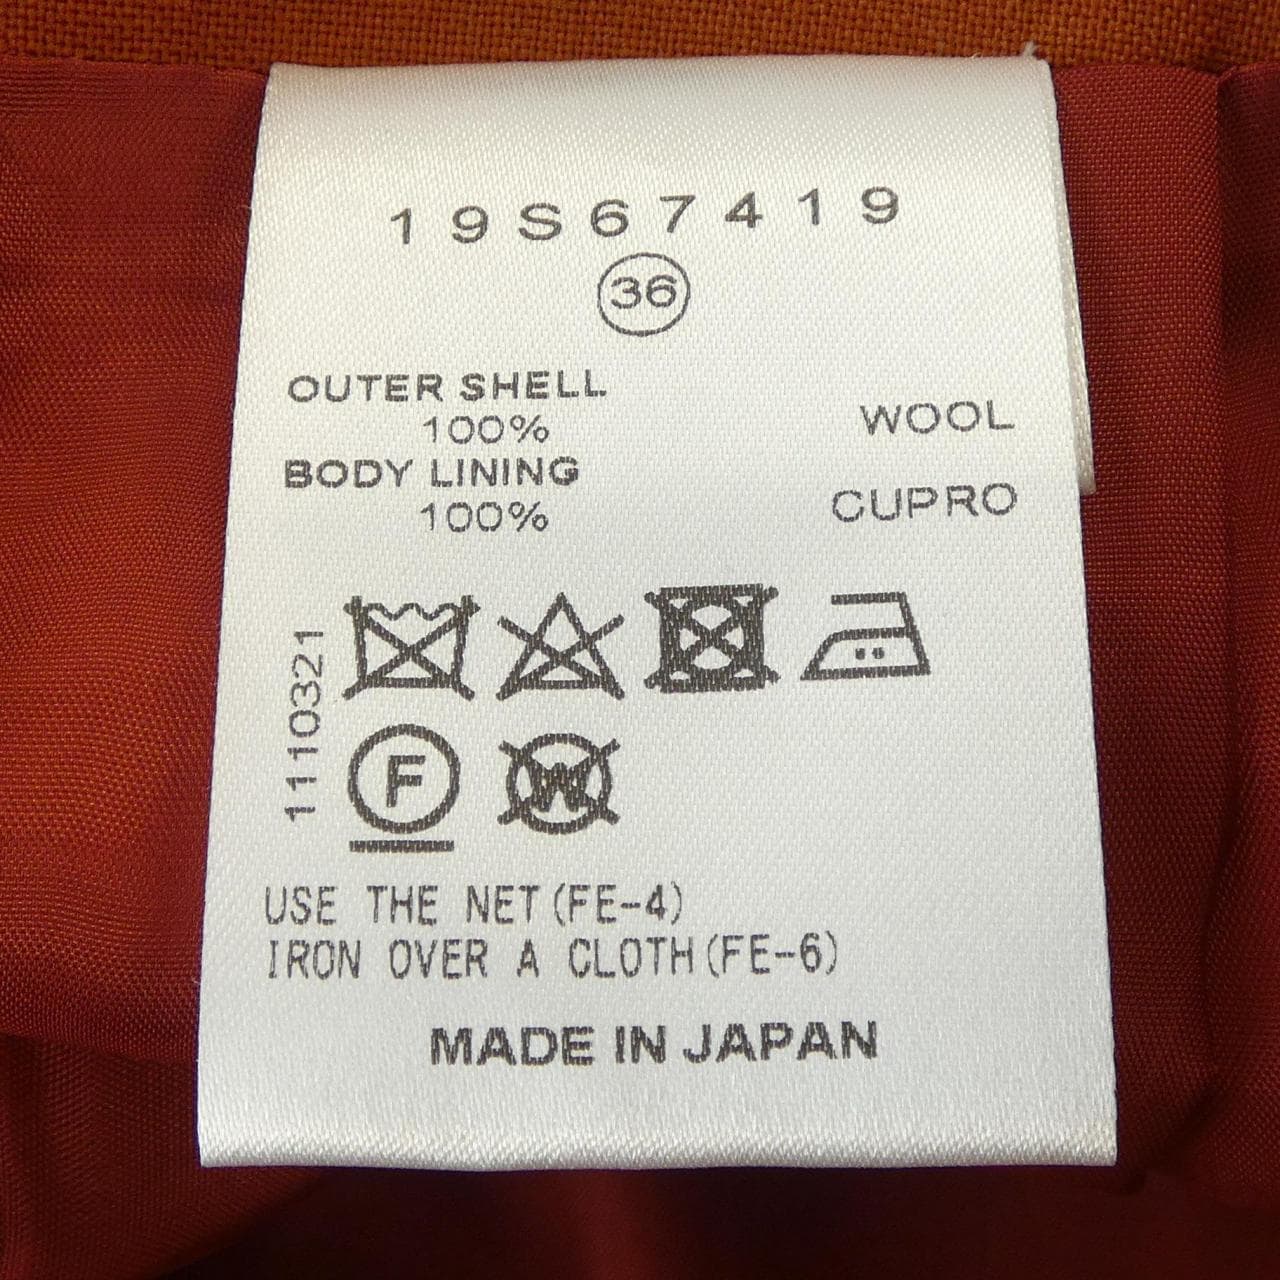 19S67419
36
OUTER SHELL
100% WOOL
BODY LINING
100% CUPRO
1110321
F W
USE THE NET(FE-4)
IRON OVER A CLOTH(FE-6)
MADE IN JAPAN